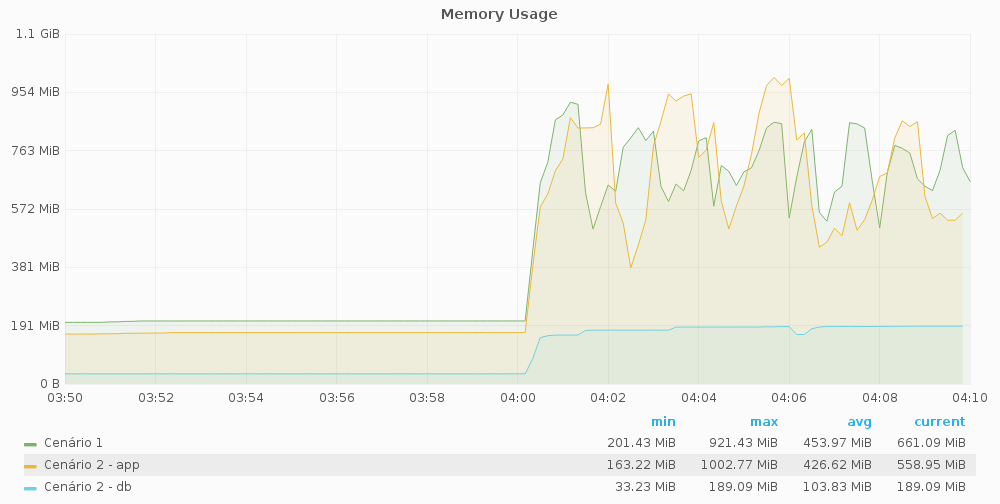 Memory Usage
1.1 GiB
954 MiB
763 MiB
572 MiB
381 MiB
191 MiB
0 B
03:50 03:52 03:54 03:56 03:58 04:00 04:02 04:04 04:06 04:08 04:10
min max avg current
Cenário 1 201.43 MiB 921.43 MiB 453.97 MiB 661.09 MiB
Cenário 2 - app 163.22 MiB 1002.77 MiB 426.62 MiB 558.95 MiB
Cenário 2 - db 33.23 MiB 189.09 MiB 103.83 MiB 189.09 MiB